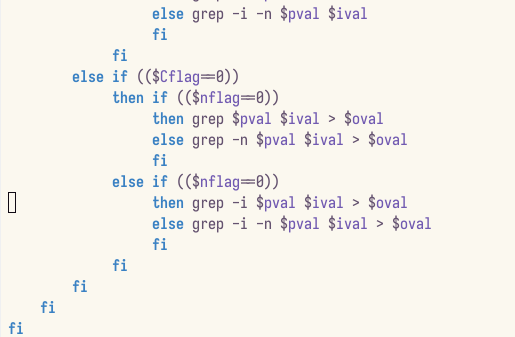 else grep -i -n $pval $ival
fi
fi
else if (($Cflag==0))
then if (($nflag==0))
then grep $pval $ival > $oval
else grep -n $pval $ival > $oval
fi
else if (($nflag==0))
then grep -i $pval $ival > $oval
else grep -i -n $pval $ival > $oval
fi
fi
fi
fi
fi